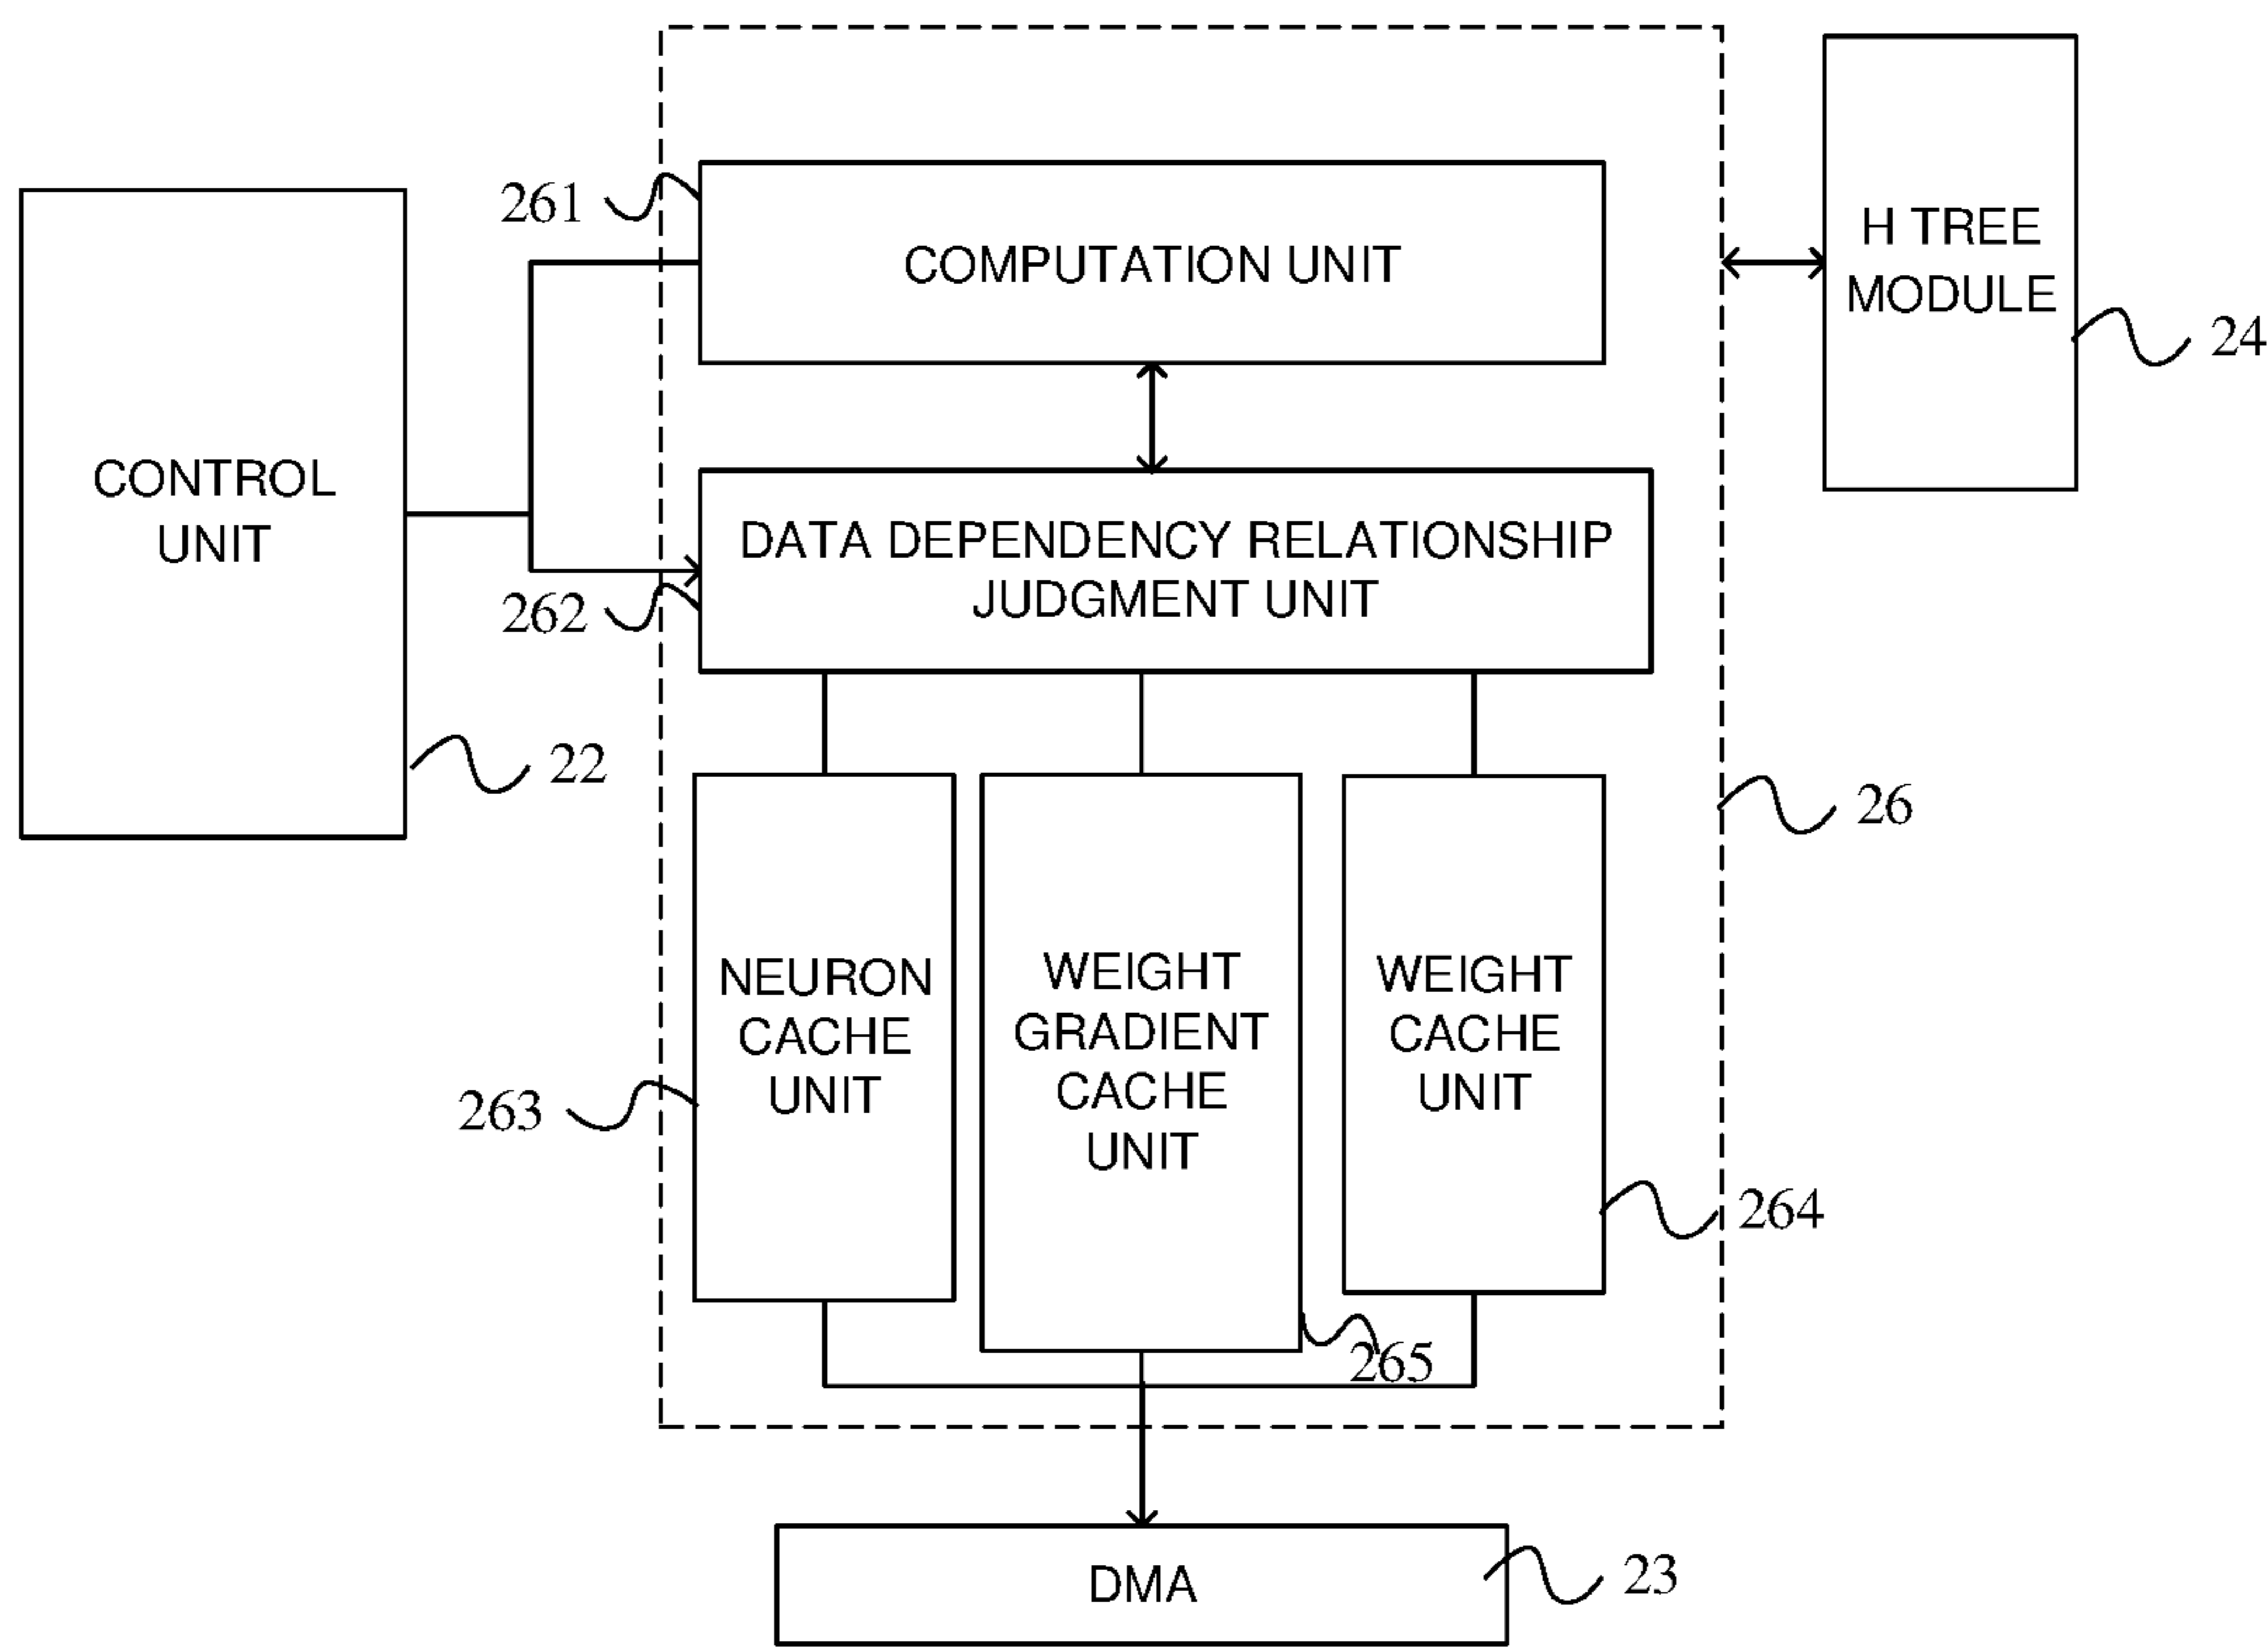 261
COMPUTATION UNIT
H TREE
MODULE
24
CONTROL
UNIT
22
DATA DEPENDENCY RELATIONSHIP
JUDGMENT UNIT
262
26
NEURON
CACHE
UNIT
263
WEIGHT
GRADIENT
CACHE
UNIT
265
WEIGHT
CACHE
UNIT
264
DMA
23